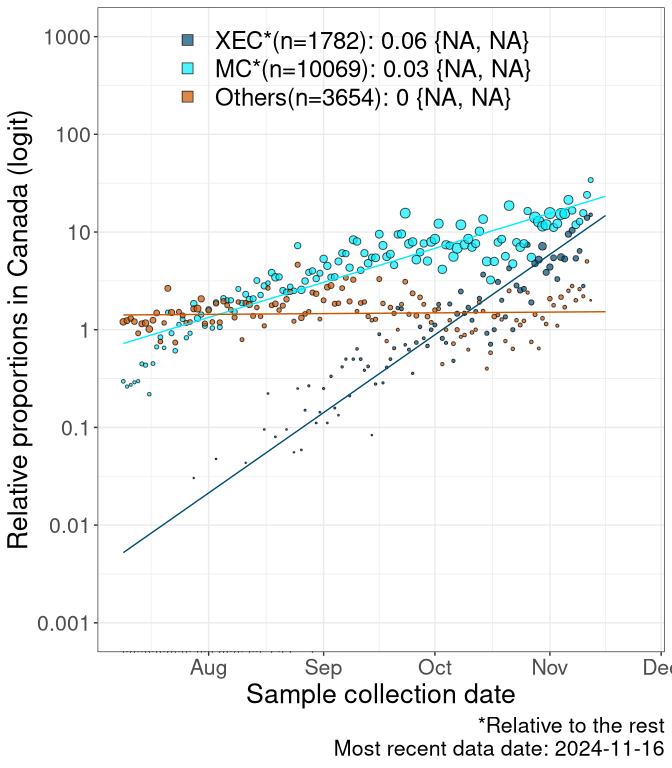 XEC*(n=1782): 0.06 {NA, NA}
MC*(n=10069): 0.03 {NA, NA}
Others(n=3654): 0 {NA, NA}
Relative proportions in Canada (logit)
1000
100
10
1
0.1
0.01
0.001
Aug Sep Oct Nov Dec
Sample collection date
*Relative to the rest
Most recent data date: 2024-11-16